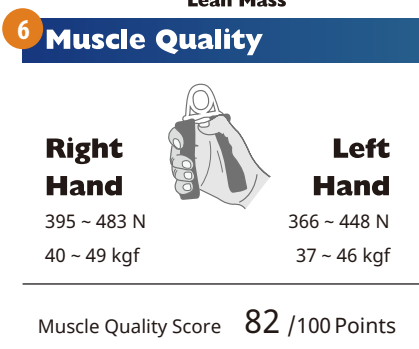 Lean Mass
6 Muscle Quality
Right Hand
395 ~ 483 N
40 ~ 49 kgf
Left Hand
366 ~ 448 N
37 ~ 46 kgf
Muscle Quality Score 82 /100 Points